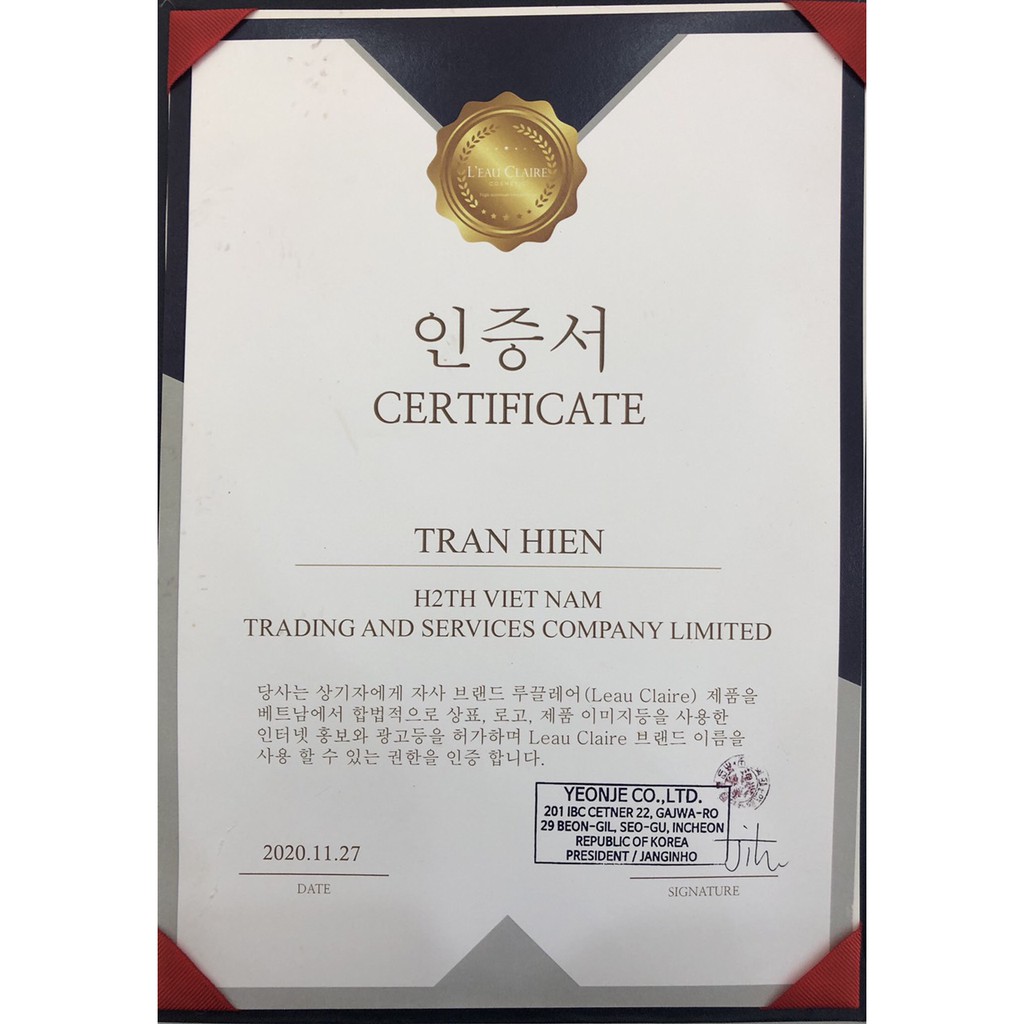 L'EAU CLAIRE
인증서
CERTIFICATE
TRAN HIEN
H2TH VIET NAM
TRADING AND SERVICES COMPANY LIMITED
당사는 상기자에게 자사 브랜드 루끌레어(Leau Claire) 제품을
베트남에서 합법적으로 상표, 로고, 제품 이미지등을 사용한
인터넷 홍보와 광고등을 허가하며 Leau Claire 브랜드 이름을
사용 할 수 있는 권한을 인증 합니다.
YEONJE CO.,LTD.
201 IBC CETNER 22, GAJWA-RO
29 BEON-GIL, SEO-GU, INCHEON
REPUBLIC OF KOREA
PRESIDENT / JANGINHO
2020.11.27
DATE
SIGNATURE